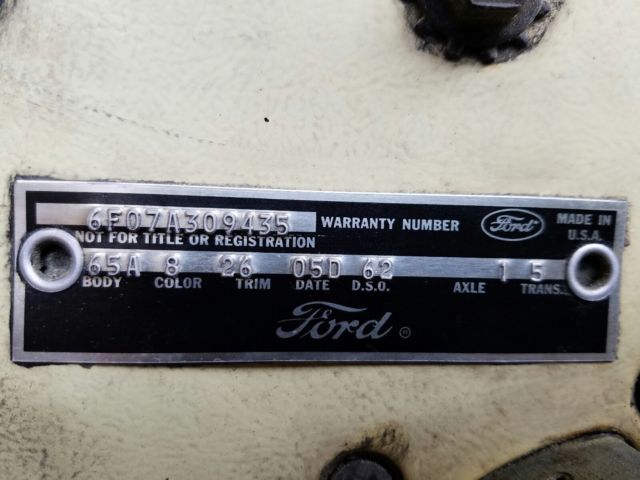 6F07A309435 WARRANTY NUMBER Ford MADE IN U.S.A.
NOT FOR TITLE OR REGISTRATION
65A 8 26 05D 62 1 5
BODY COLOR TRIM DATE D.S.O. AXLE TRANS.
Ford ®